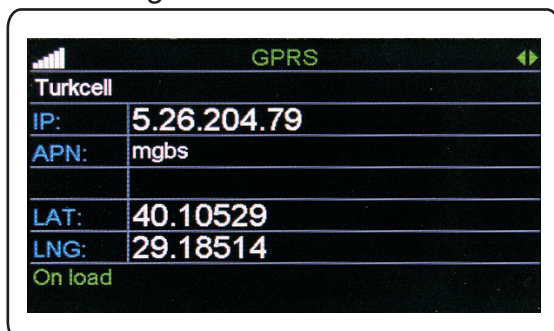 GPRS
Turkcell
IP: 5.26.204.79
APN: mgbs
LAT: 40.10529
LNG: 29.18514
On load